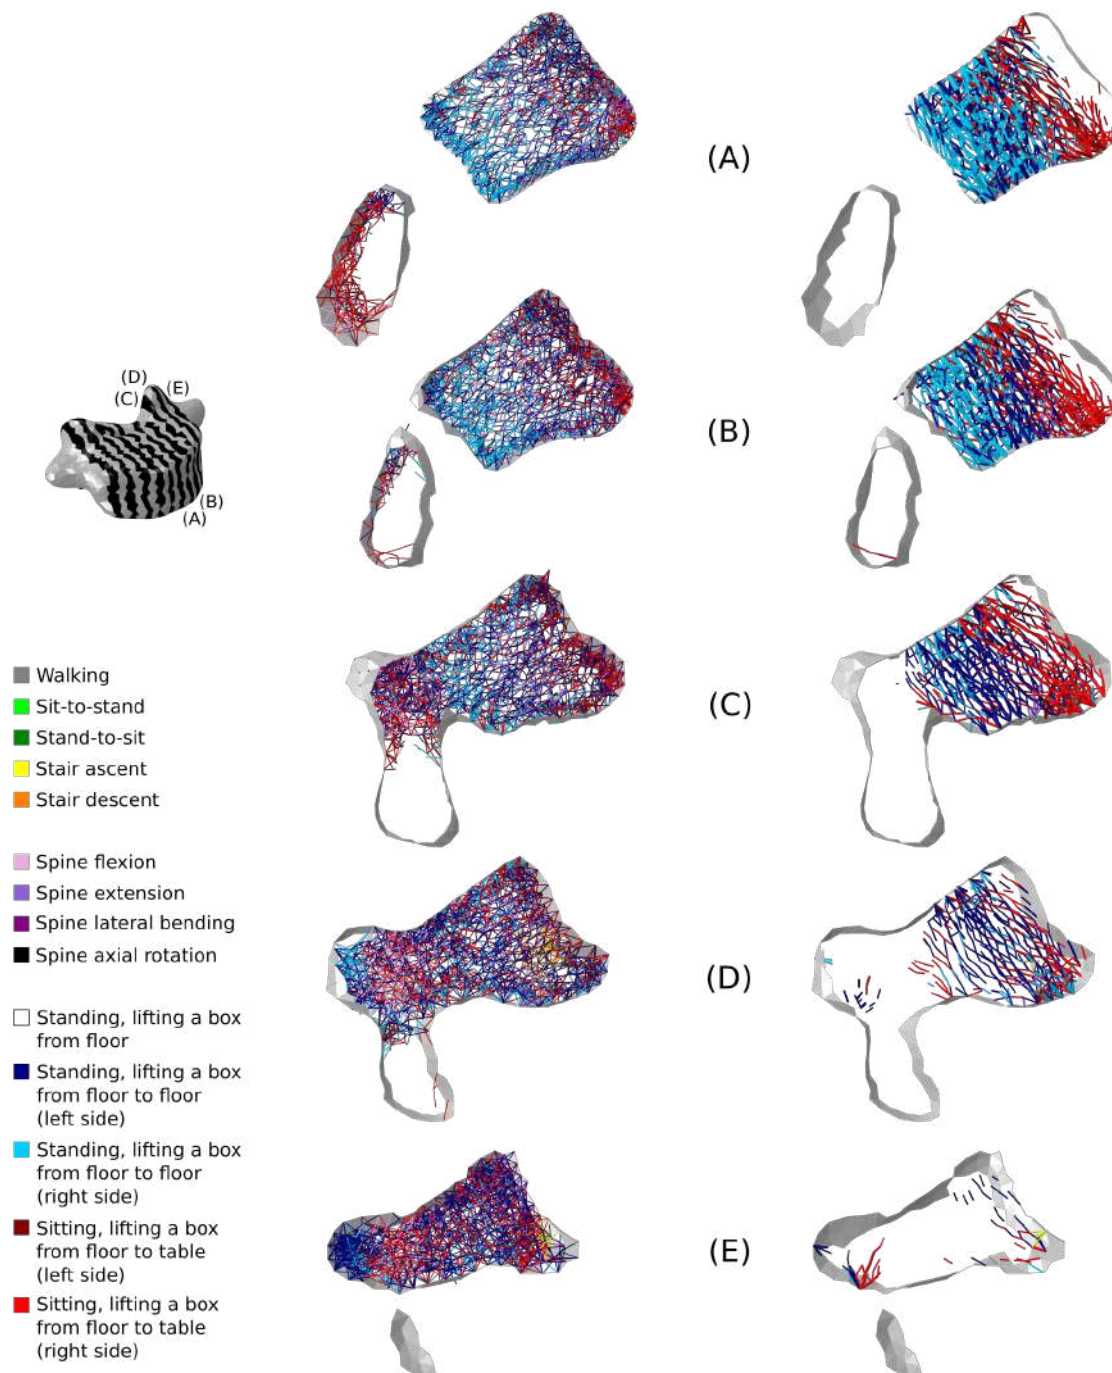 (A)
(B)
(C)
(D)
(E)
(D)
(C)
(E)
(B)
(A)
Walking
Sit-to-stand
Stand-to-sit
Stair ascent
Stair descent
Spine flexion
Spine extension
Spine lateral bending
Spine axial rotation
Standing, lifting a box
from floor
Standing, lifting a box
from floor to floor
(left side)
Standing, lifting a box
from floor to floor
(right side)
Sitting, lifting a box
from floor to table
(left side)
Sitting, lifting a box
from floor to table
(right side)